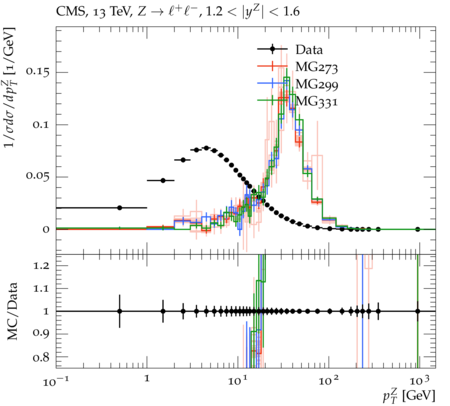 CMS, 13 TeV, Z → ℓ⁺ℓ⁻, 1.2 < |y^Z| < 1.6
1/σdσ/dp_T^Z [1/GeV]
Data
MG273
MG299
MG331
0.15
0.1
0.05
0
MC/Data
1.2
1.1
1
0.9
0.8
10⁻¹ 1 10¹ 10² 10³
p_T^Z [GeV]